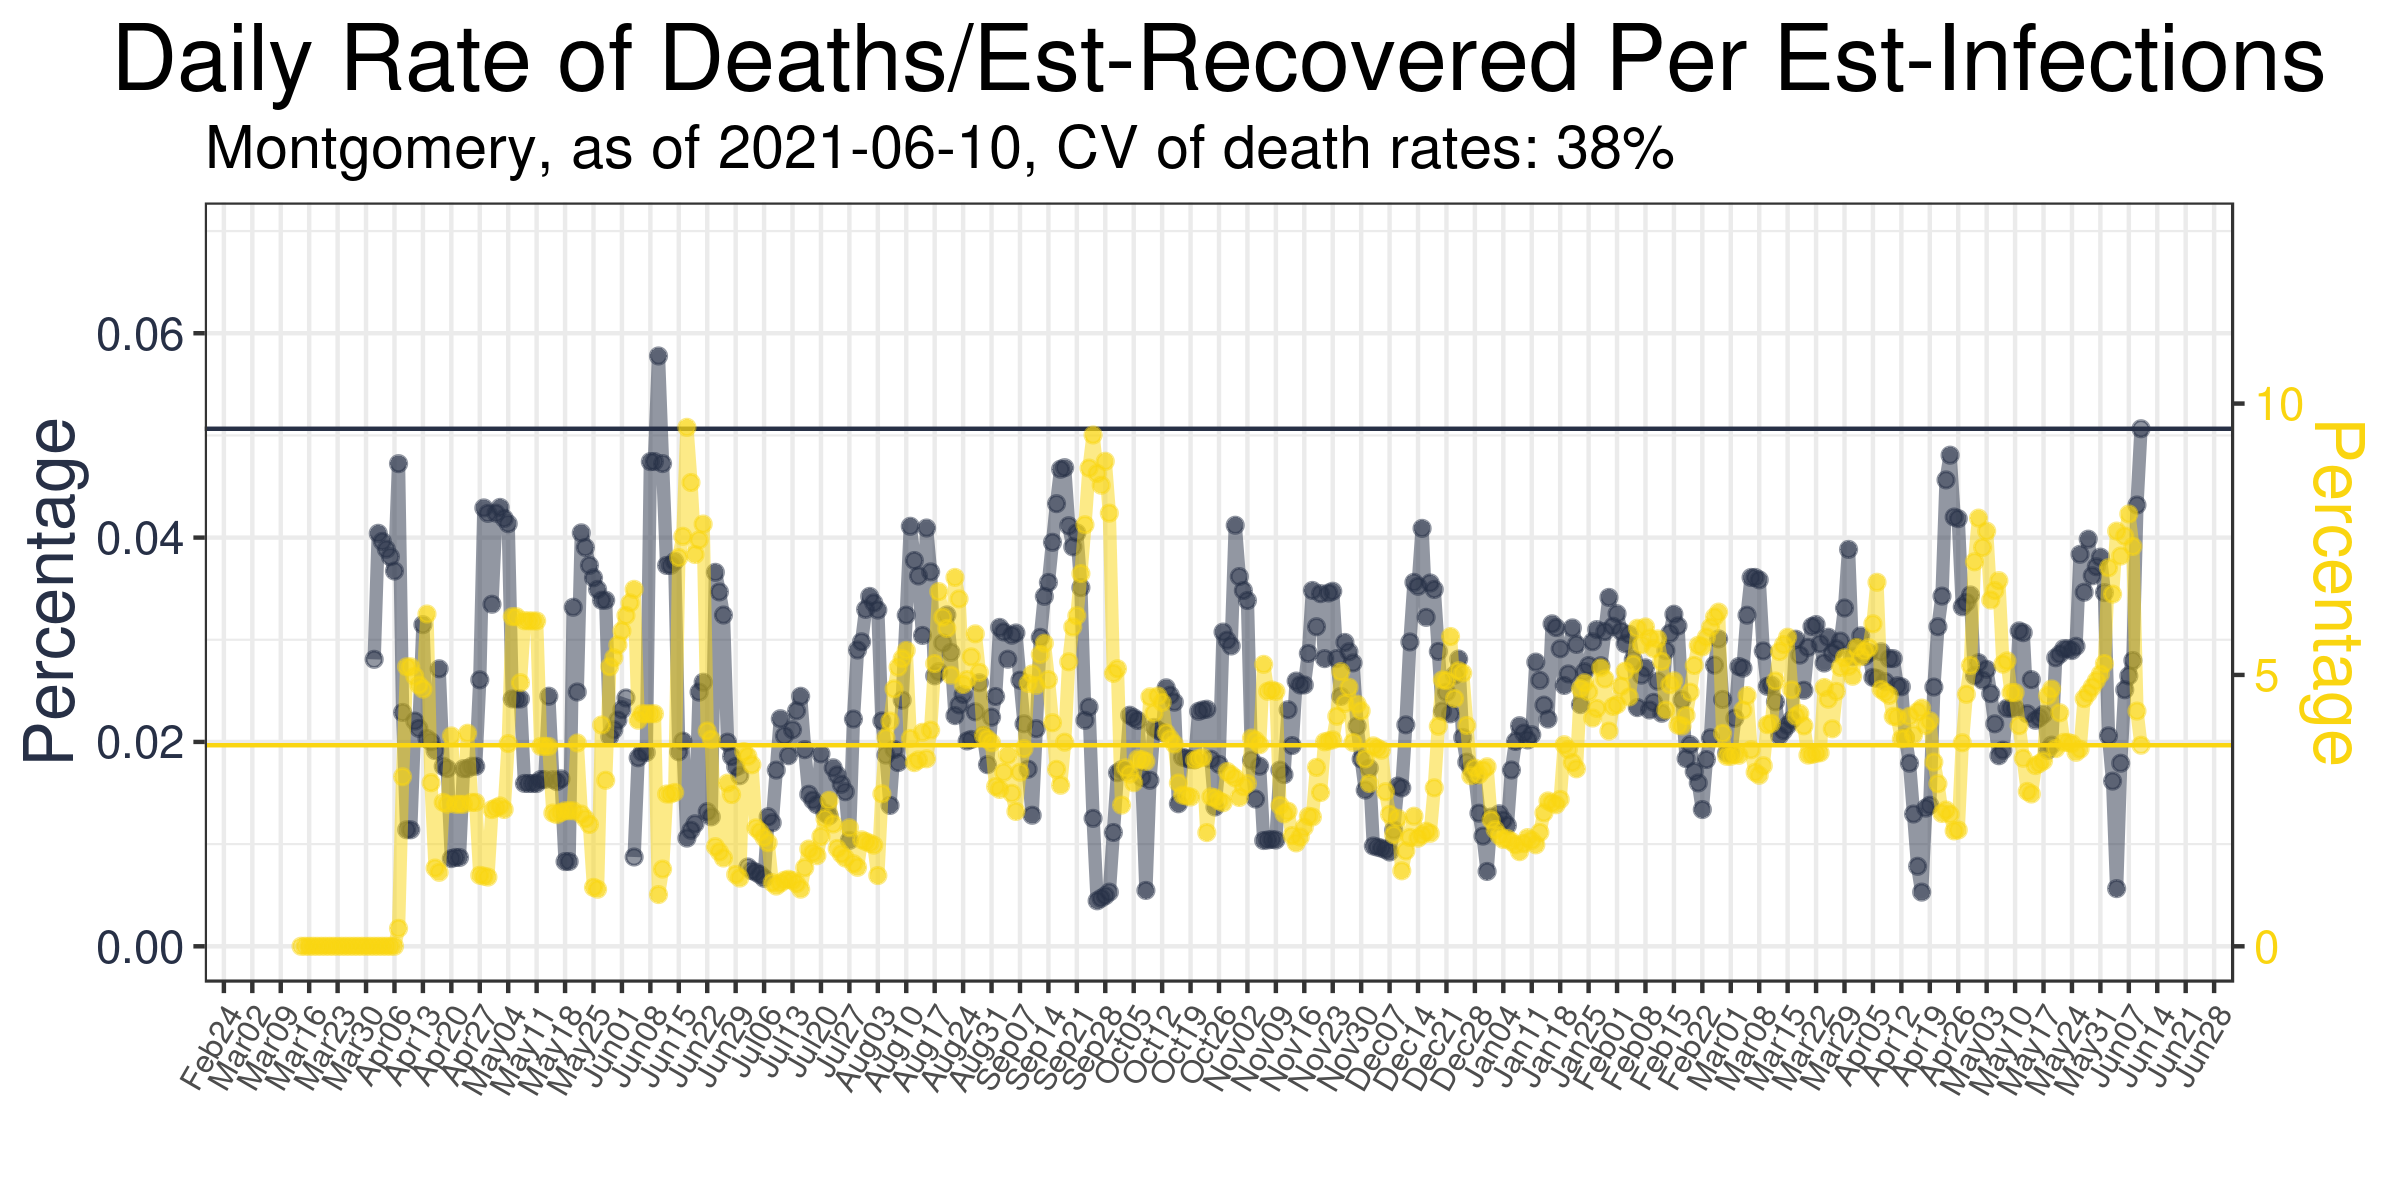 Daily Rate of Deaths/Est-Recovered Per Est-Infections
Montgomery, as of 2021-06-10, CV of death rates: 38%
Percentage
0.06
0.04
0.02
0.00
10
5
0
Percentage
Feb24
Mar02
Mar09
Mar16
Mar23
Mar30
Apr06
Apr13
Apr20
Apr27
May04
May11
May18
May25
Jun01
Jun08
Jun15
Jun22
Jun29
Jul06
Jul13
Jul20
Jul27
Aug03
Aug10
Aug17
Aug24
Aug31
Sep07
Sep14
Sep21
Sep28
Oct05
Oct12
Oct19
Oct26
Nov02
Nov09
Nov16
Nov23
Nov30
Dec07
Dec14
Dec21
Dec28
Jan04
Jan11
Jan18
Jan25
Feb01
Feb08
Feb15
Feb22
Mar01
Mar08
Mar15
Mar22
Mar29
Apr05
Apr12
Apr19
Apr26
May03
May10
May17
May24
May31
Jun07
Jun14
Jun21
Jun28